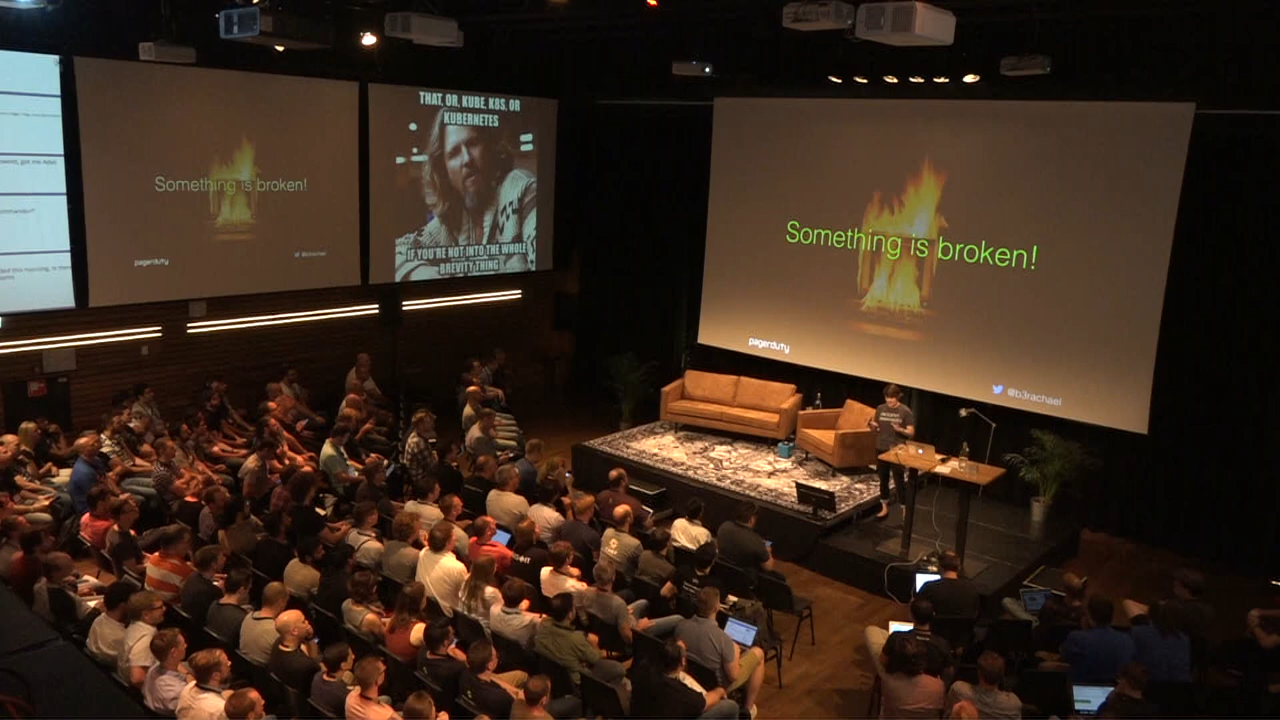 Something is broken!
pagerduty
@b3rachael
THAT, OR, KUBE, K8S, OR
KUBERNETES
IF YOU'RE NOT INTO THE WHOLE
BREVITY THING
Something is broken!
pagerduty
@b3rachael